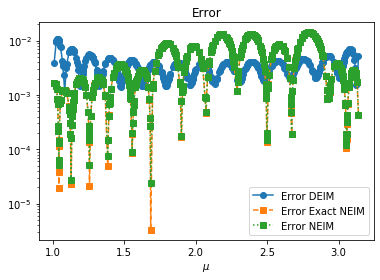 Error
10⁻²
10⁻³
10⁻⁴
10⁻⁵
Error DEIM
Error Exact NEIM
Error NEIM
1.0 1.5 2.0 2.5 3.0
μ